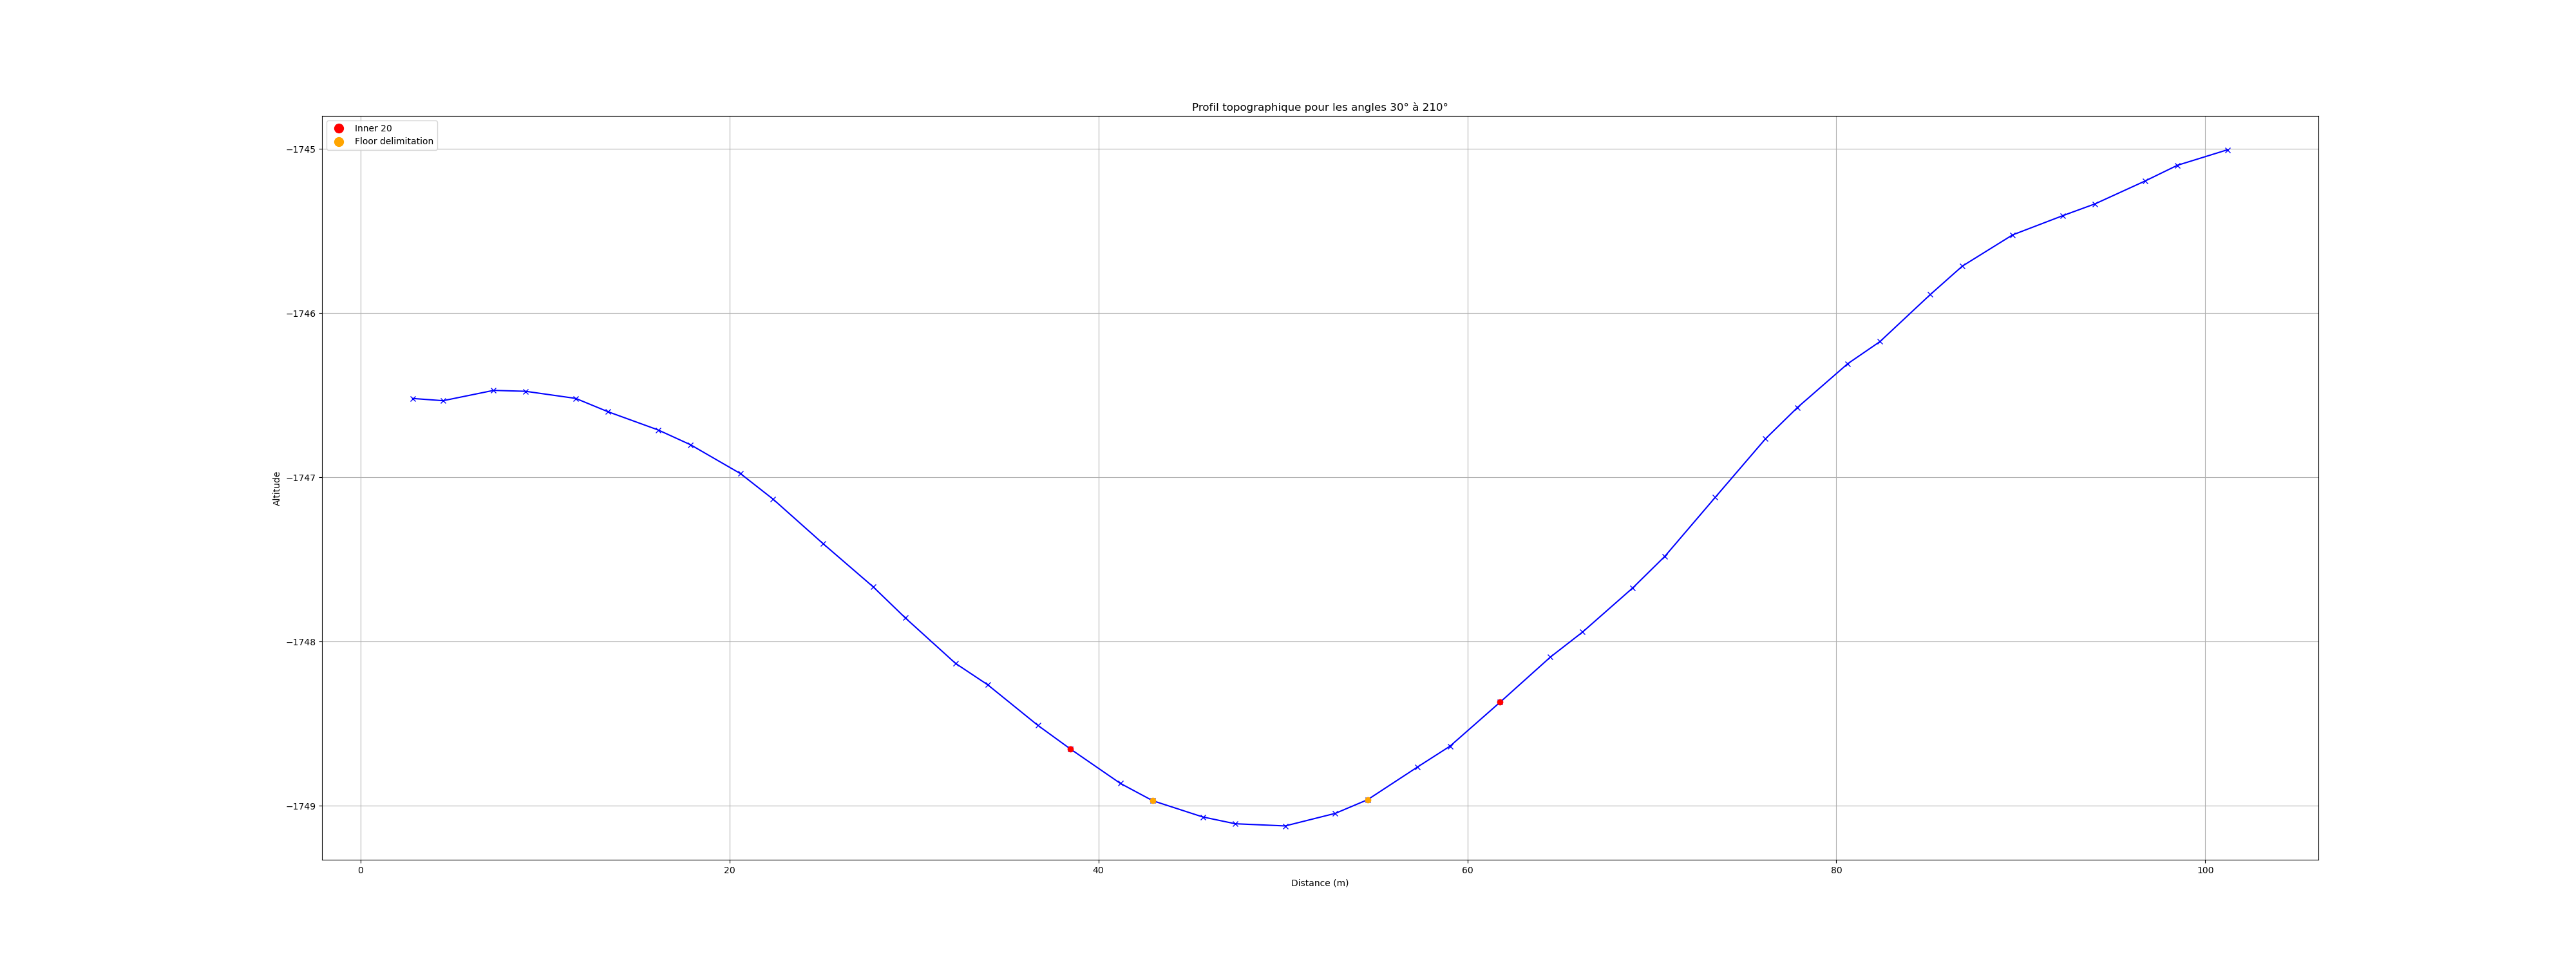 Profil topographique pour les angles 30° à 210°
Inner 20
Floor delimitation
−1745
−1746
−1747
−1748
−1749
Altitude
0 20 40 60 80 100
Distance (m)